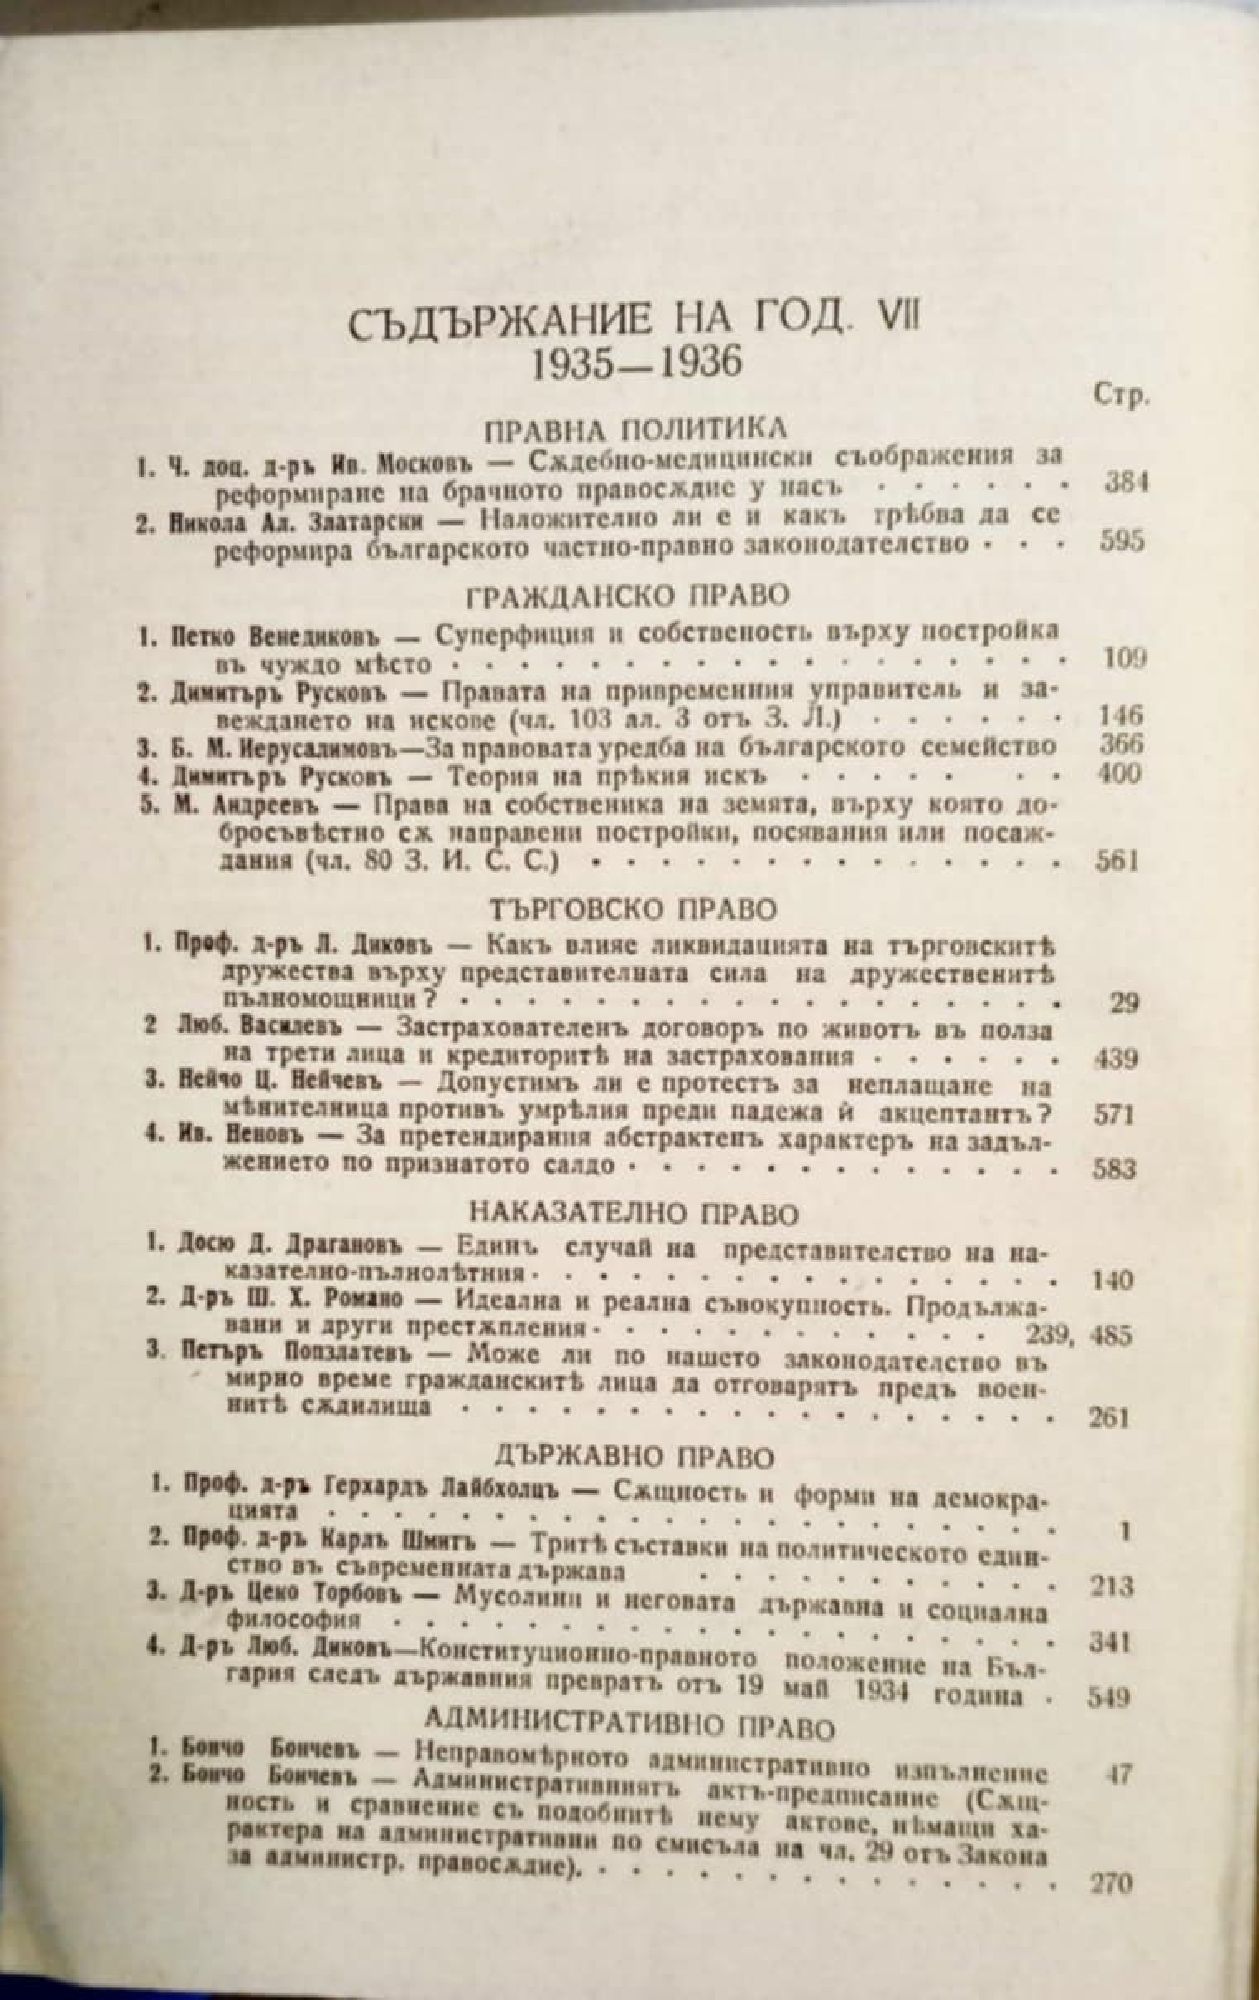 СЪДЪРЖАНИЕ НА ГОД. VII
1935—1936
Стр.
ПРАВНА ПОЛИТИКА
1. Ч. доц. д-ръ Ив. Московъ — Сѫдебно-медицински съображения за
реформиране на брачното правосѫдие у насъ . . . . . . 384
2. Никола Ал. Златарски — Наложително ли е и какъ трѣбва да се
реформира българското частно-правно законодателство . . . 595
ГРАЖДАНСКО ПРАВО
1. Петко Венедиковъ — Суперфиция и собственость върху постройка
въ чуждо мѣсто . . . . . . . . . . . . . . . . . . 109
2. Димитъръ Русковъ — Правата на привременния управитель и за-
веждането на искове (чл. 103 ал. 3 отъ З. Л.) . . . . . . 146
3. Б. М. Иерусалимовъ—За правовата уредба на българското семейство 366
4. Димитъръ Русковъ — Теория на прѣкия искъ . . . . . . . 400
5. М. Андреевъ — Права на собственика на земята, върху която до-
бросъвѣстно сѫ направени постройки, посявания или посаж-
дания (чл. 80 З. И. С. С.) . . . . . . . . . . . . . . 561
ТЪРГОВСКО ПРАВО
1. Проф. д-ръ Л. Диковъ — Какъ влияе ликвидацията на търговскитѣ
дружества върху представителната сила на дружественитѣ
пълномощници ? . . . . . . . . . . . . . . . . . . 29
2 Люб. Василевъ — Застрахователенъ договоръ по животъ въ полза
на трети лица и кредиторитѣ на застрахования . . . . . . 439
3. Нейчо Ц. Нейчевъ — Допустимъ ли е протестъ за неплащане на
мѣнителница противъ умрѣлия преди падежа ѝ акцептантъ ? 571
4. Ив. Неновъ — За претендирания абстрактенъ характеръ на задъл-
жението по признатото салдо . . . . . . . . . . . . . 583
НАКАЗАТЕЛНО ПРАВО
1. Досю Д. Драгановъ — Единъ случай на представителство на на-
казателно-пълнолѣтния . . . . . . . . . . . . . . . . 140
2. Д-ръ Ш. Х. Романо — Идеална и реална съвокупность. Продължа-
вани и други престѫпления . . . . . . . . . . . . 239, 485
3. Петъръ Попзлатевъ — Може ли по нашето законодателство въ
мирно време гражданскитѣ лица да отговарятъ предъ воен-
нитѣ сѫдилища . . . . . . . . . . . . . . . . . . 261
ДЪРЖАВНО ПРАВО
1. Проф. д-ръ Герхардъ Лайбхолцъ — Сѫщность и форми на демокра-
цията . . . . . . . . . . . . . . . . . . . . . . 1
2. Проф. д-ръ Карлъ Шмитъ — Тритѣ съставки на политическото един-
ство въ съвременната държава . . . . . . . . . . . 213
3. Д-ръ Цеко Торбовъ — Мусолини и неговата държавна и социална
философия . . . . . . . . . . . . . . . . . . . . 341
4. Д-ръ Люб. Диковъ—Конституционно-правното положение на Бъл-
гария следъ държавния превратъ отъ 19 май 1934 година . 549
АДМИНИСТРАТИВНО ПРАВО
1. Бончо Бончевъ — Неправомѣрното административно изпълнение 47
2. Бончо Бончевъ — Административниятъ актъ-предписание (Сѫщ-
ность и сравнение съ подобнитѣ нему актове, нѣмащи ха-
рактера на административни по смисъла на чл. 29 отъ Закона
за администр. правосѫдие). . . . . . . . . . . . . . . 270